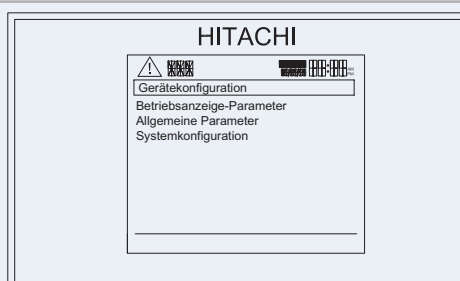 HITACHI
Gerätekonfiguration
Betriebsanzeige-Parameter
Allgemeine Parameter
Systemkonfiguration